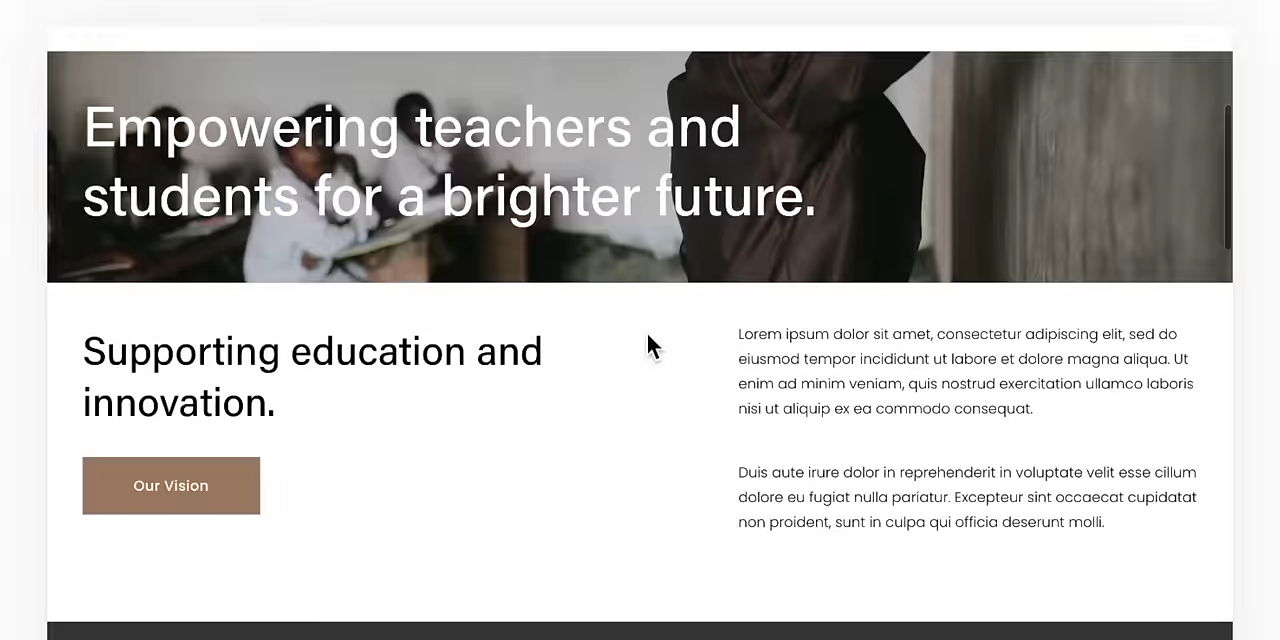 Empowering teachers and
students for a brighter future.
Supporting education and
innovation.
Our Vision
Lorem ipsum dolor sit amet, consectetur adipiscing elit, sed do
eiusmod tempor incididunt ut labore et dolore magna aliqua. Ut
enim ad minim veniam, quis nostrud exercitation ullamco laboris
nisi ut aliquip ex ea commodo consequat.
Duis aute irure dolor in reprehenderit in voluptate velit esse cillum
dolore eu fugiat nulla pariatur. Excepteur sint occaecat cupidatat
non proident, sunt in culpa qui officia deserunt molli.